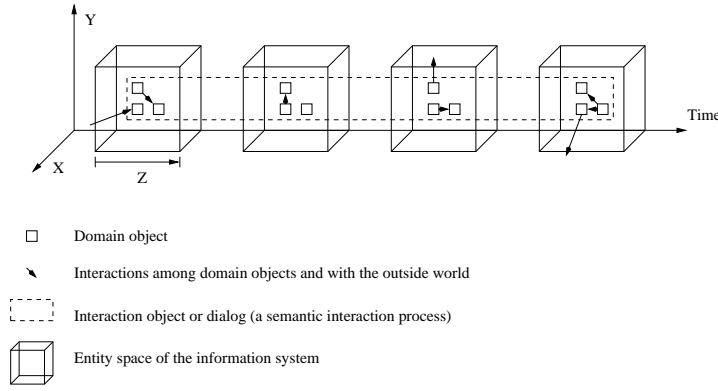 Y
Time
X
Z
Domain object
Interactions among domain objects and with the outside world
Interaction object or dialog (a semantic interaction process)
Entity space of the information system